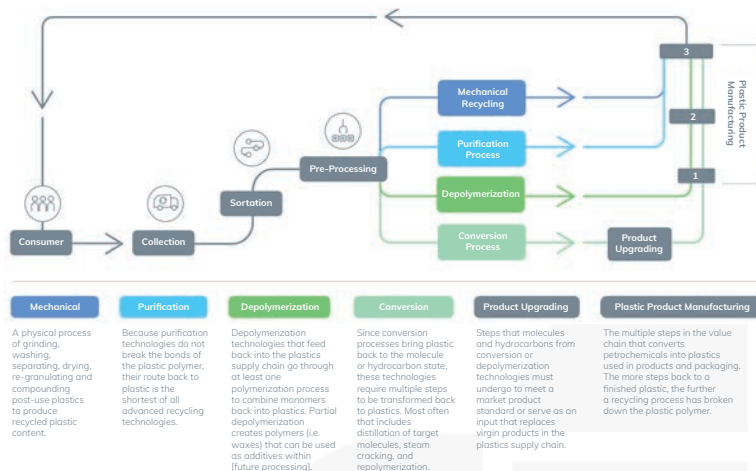 3
Mechanical
Recycling
Plastic Product
Manufacturing
2
Purification
Process
Pre-Processing
1
Depolymerization
Sortation
Consumer
Collection
Conversion
Process
Product
Upgrading
Mechanical
A physical process
of grinding,
washing,
separating, drying,
re-granulating and
compounding
post-use plastics
to produce
recycled plastic
content.
Purification
Because purification
technologies do not
break the bonds of
the plastic polymer,
their route back to
plastic is the
shortest of all
advanced recycling
technologies.
Depolymerization
Depolymerization
technologies that feed
back into the plastics
supply chain go through
at least one
polymerization process
to combine monomers
back into plastics. Partial
depolymerization
creates polymers (i.e.
waxes) that can be used
as additives within
[future processing].
Conversion
Since conversion
processes bring plastic
back to the molecule
or hydrocarbon state,
these technologies
require multiple steps
to be transformed back
to plastics. Most often
that includes
distillation of target
molecules, steam
cracking, and
repolymerization.
Product Upgrading
Steps that molecules
and hydrocarbons from
conversion or
depolymerization
technologies must
undergo to meet a
market product
standard or serve as an
input that replaces
virgin products in the
plastics supply chain.
Plastic Product Manufacturing
The multiple steps in the value
chain that converts
petrochemicals into plastics
used in products and packaging.
The more steps back to a
finished plastic, the further
a recycling process has broken
down the plastic polymer.